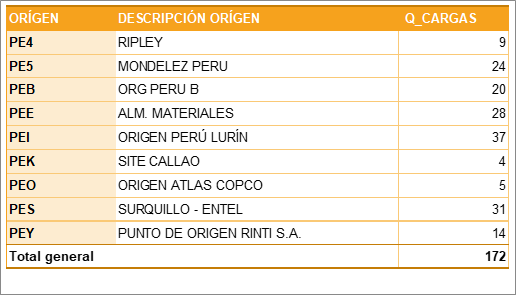 ORÍGEN DESCRIPCIÓN ORÍGEN Q_CARGAS
PE4 RIPLEY 9
PE5 MONDELEZ PERU 24
PEB ORG PERU B 20
PEE ALM. MATERIALES 28
PEI ORIGEN PERÚ LURÍN 37
PEK SITE CALLAO 4
PEO ORIGEN ATLAS COPCO 5
PES SURQUILLO - ENTEL 31
PEY PUNTO DE ORIGEN RINTI S.A. 14
Total general 172